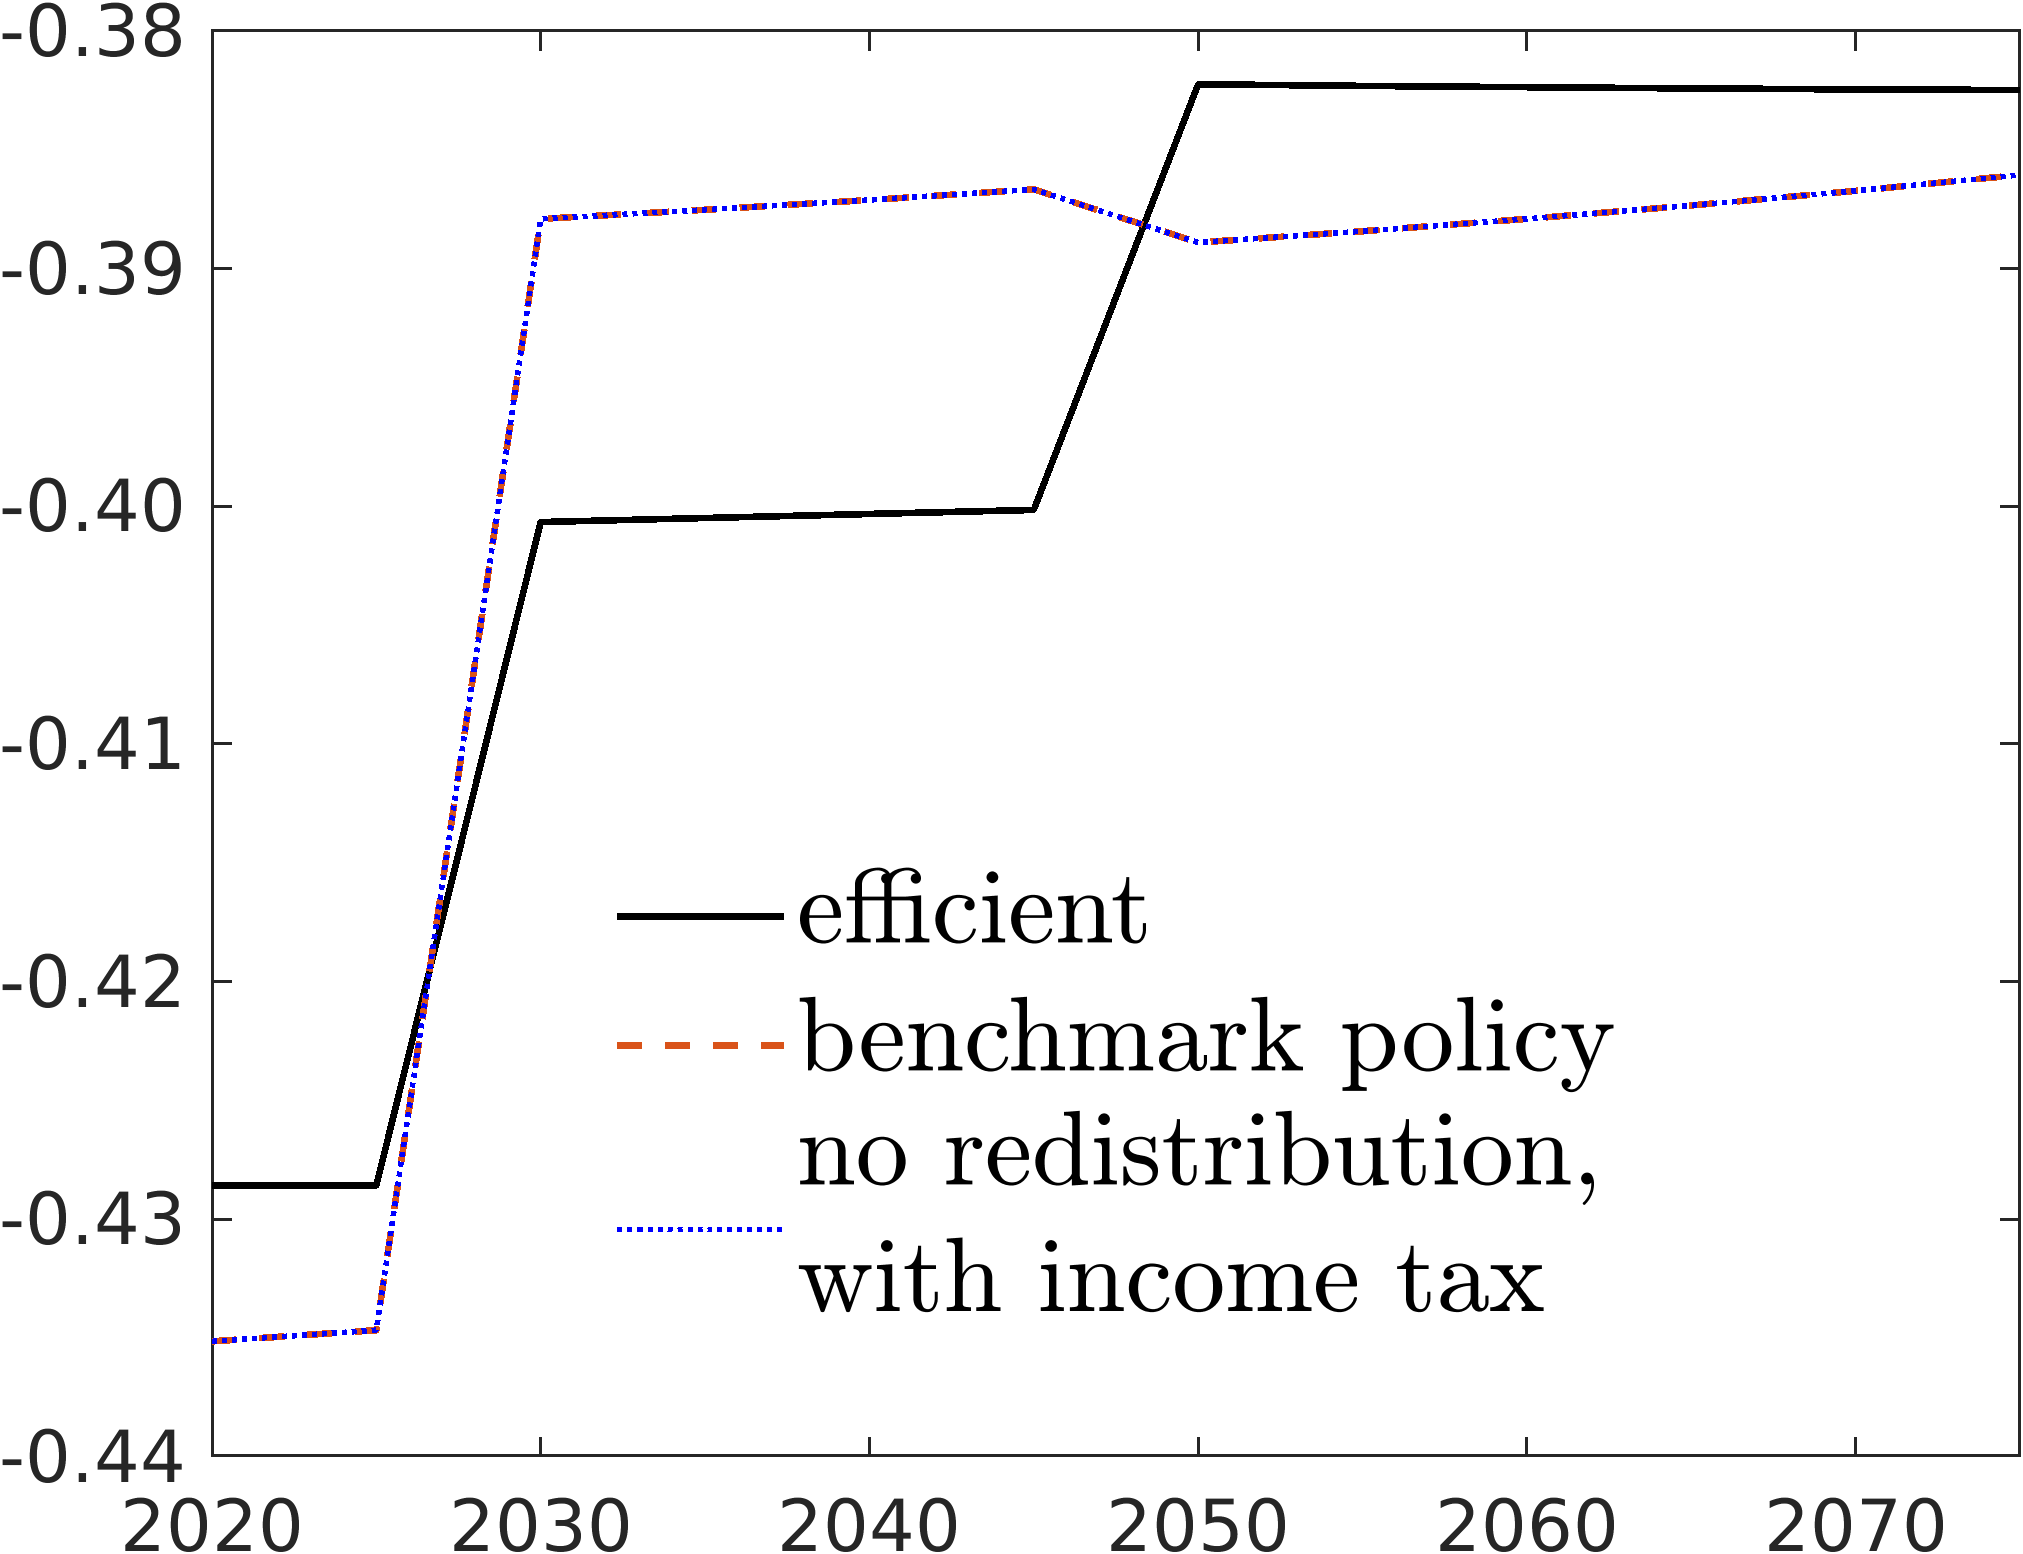 -0.38
-0.39
-0.40
-0.41
-0.42
-0.43
-0.44
efficient
benchmark policy
no redistribution,
with income tax
2020 2030 2040 2050 2060 2070